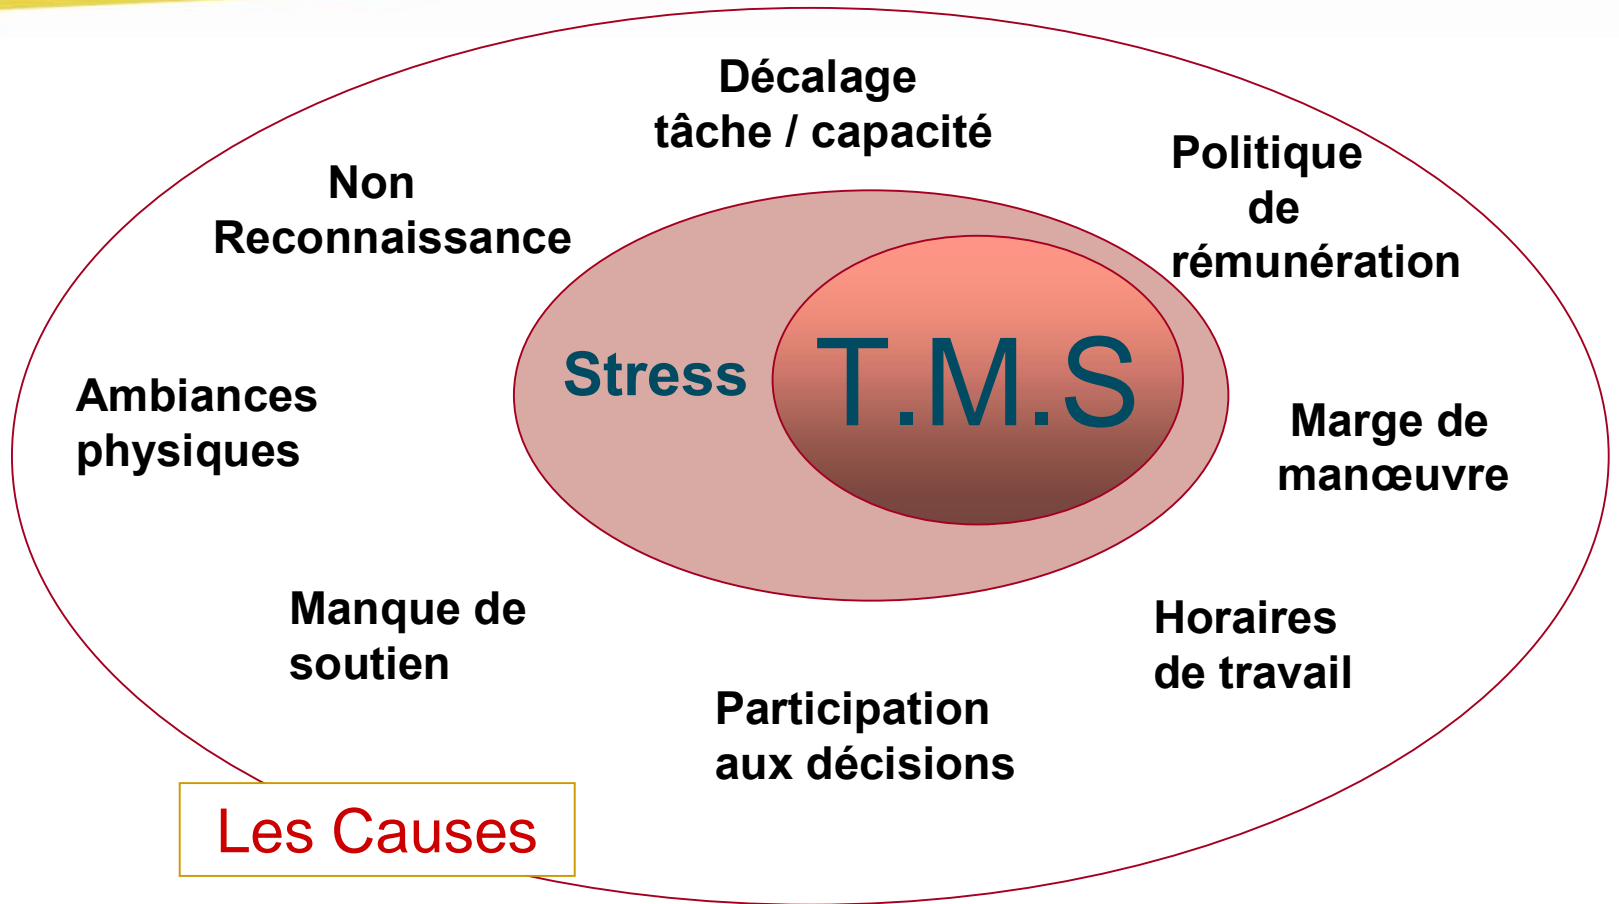 Décalage
tâche / capacité
Politique
de
rémunération
Non
Reconnaissance
Stress
T.M.S
Ambiances
physiques
Marge de
manœuvre
Manque de
soutien
Horaires
de travail
Participation
aux décisions
Les Causes